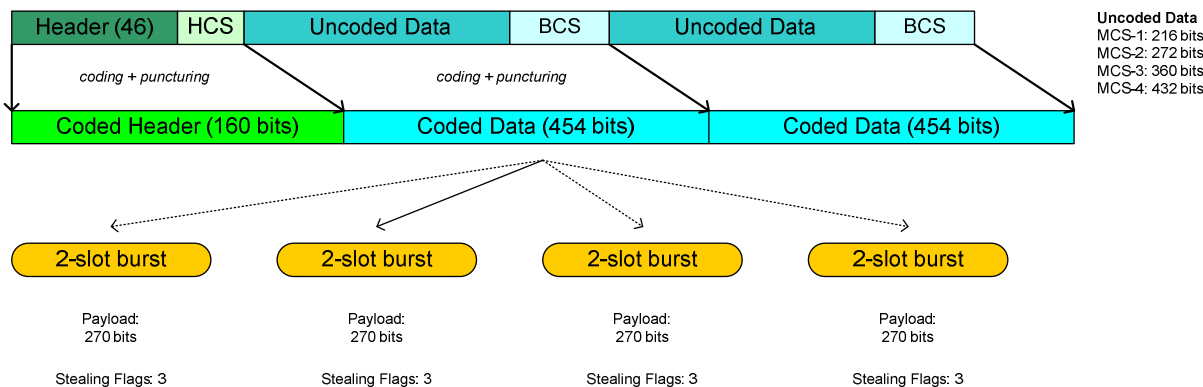 Header (46) HCS Uncoded Data BCS Uncoded Data BCS
Uncoded Data
MCS-1: 216 bits
MCS-2: 272 bits
MCS-3: 360 bits
MCS-4: 432 bits
coding + puncturing coding + puncturing
Coded Header (160 bits) Coded Data (454 bits) Coded Data (454 bits)
2-slot burst 2-slot burst 2-slot burst 2-slot burst
Payload: Payload: Payload: Payload:
270 bits 270 bits 270 bits 270 bits
Stealing Flags: 3 Stealing Flags: 3 Stealing Flags: 3 Stealing Flags: 3